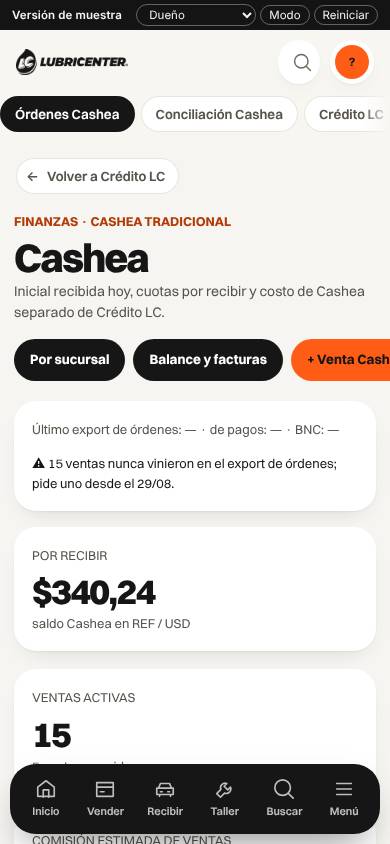 Versión de muestra Dueño Modo Reiniciar
LUBRICENTER. ?
Órdenes Cashea Conciliación Cashea Crédito LC
← Volver a Crédito LC
FINANZAS · CASHEA TRADICIONAL
Cashea
Inicial recibida hoy, cuotas por recibir y costo de Cashea
separado de Crédito LC.
Por sucursal Balance y facturas + Venta Cash
Último export de órdenes: — · de pagos: — · BNC: —
⚠ 15 ventas nunca vinieron en el export de órdenes;
pide uno desde el 29/08.
POR RECIBIR
$340,24
saldo Cashea en REF / USD
VENTAS ACTIVAS
15
Inicio Vender Recibir Taller Buscar Menú
COMISIÓN ESTIMADA DE VENTAS